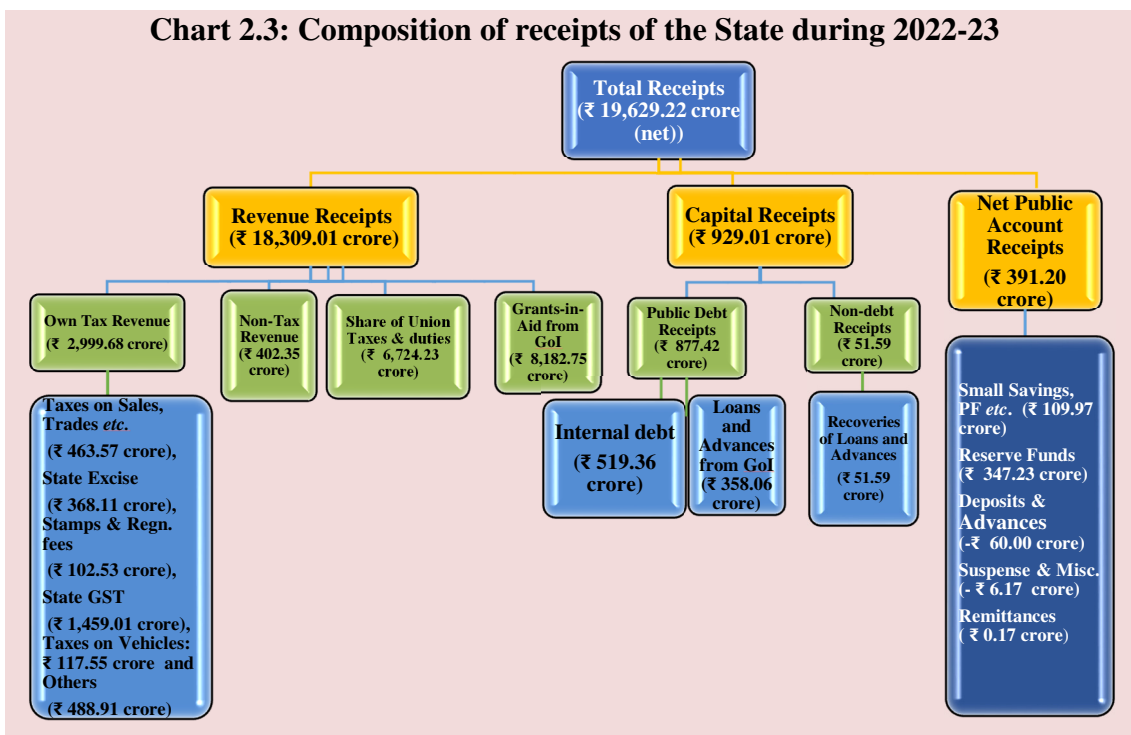 Chart 2.3: Composition of receipts of the State during 2022-23
Total Receipts
(₹ 19,629.22 crore
(net))
Revenue Receipts
(₹ 18,309.01 crore)
Capital Receipts
(₹ 929.01 crore)
Net Public
Account
Receipts
(₹ 391.20
crore)
Own Tax Revenue
(₹ 2,999.68 crore)
Non-Tax
Revenue
(₹ 402.35
crore)
Share of Union
Taxes & duties
(₹ 6,724.23
crore)
Grants-in-
Aid from
GoI
(₹ 8,182.75
crore)
Public Debt
Receipts
(₹ 877.42
crore)
Non-debt
Receipts
(₹ 51.59
crore)
Taxes on Sales,
Trades etc.
(₹ 463.57 crore),
State Excise
(₹ 368.11 crore),
Stamps & Regn.
fees
(₹ 102.53 crore),
State GST
(₹ 1,459.01 crore),
Taxes on Vehicles:
₹ 117.55 crore and
Others
(₹ 488.91 crore)
Internal debt
(₹ 519.36
crore)
Loans
and
Advances
from GoI
(₹ 358.06
crore)
Recoveries
of Loans and
Advances
(₹ 51.59
crore)
Small Savings,
PF etc. (₹ 109.97
crore)
Reserve Funds
(₹ 347.23 crore)
Deposits &
Advances
(-₹ 60.00 crore)
Suspense & Misc.
(- ₹ 6.17 crore)
Remittances
( ₹ 0.17 crore)